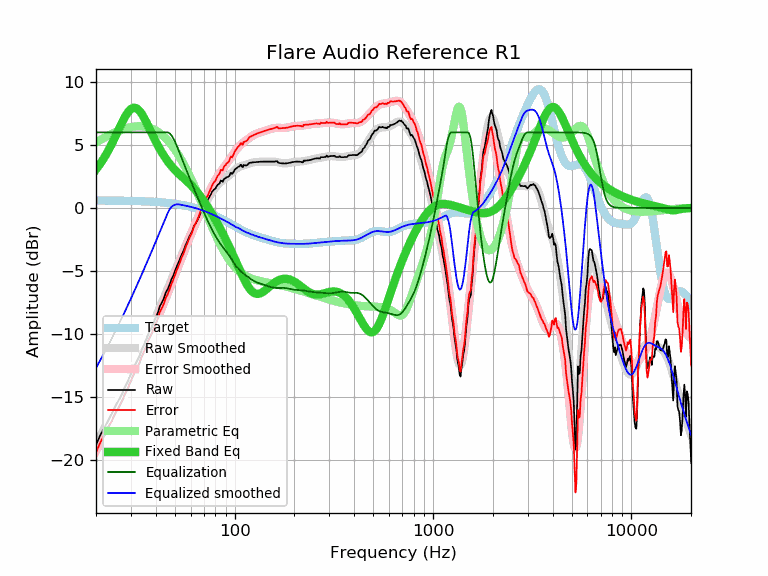 Flare Audio Reference R1
10
5
0
−5
−10
−15
−20
Amplitude (dBr)
Target
Raw Smoothed
Error Smoothed
Raw
Error
Parametric Eq
Fixed Band Eq
Equalization
Equalized smoothed
100
1000
10000
Frequency (Hz)